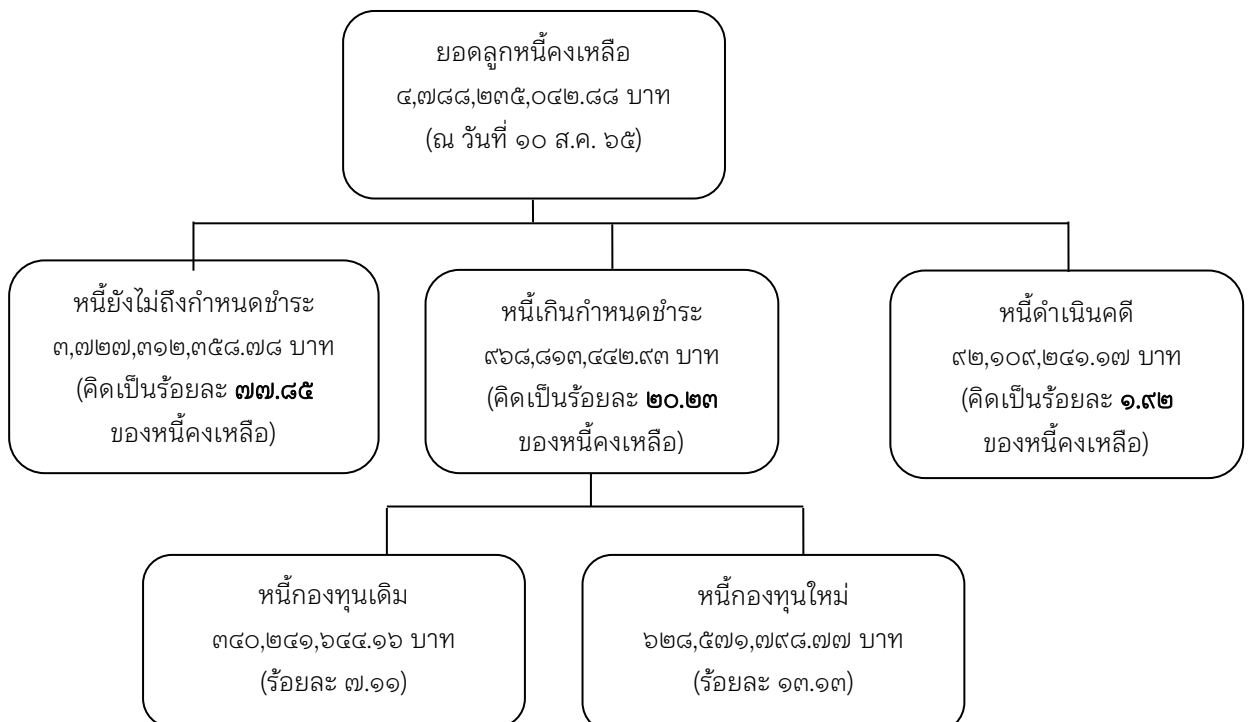 ยอดลูกหนี้คงเหลือ
๔,๗๘๘,๒๓๕,๐๔๒.๘๘ บาท
(ณ วันที่ ๑๐ ส.ค. ๖๕)
หนี้ยังไม่ถึงกำหนดชำระ
๓,๗๒๗,๓๑๒,๓๕๘.๗๘ บาท
(คิดเป็นร้อยละ ๗๗.๘๕
ของหนี้คงเหลือ)
หนี้เกินกำหนดชำระ
๙๖๘,๘๑๓,๔๔๒.๙๓ บาท
(คิดเป็นร้อยละ ๒๐.๒๓
ของหนี้คงเหลือ)
หนี้ดำเนินคดี
๙๒,๑๐๙,๒๔๑.๑๗ บาท
(คิดเป็นร้อยละ ๑.๙๒
ของหนี้คงเหลือ)
หนี้กองทุนเดิม
๓๔๐,๒๔๑,๖๔๔.๑๖ บาท
(ร้อยละ ๗.๑๑)
หนี้กองทุนใหม่
๖๒๘,๕๗๑,๗๙๘.๗๗ บาท
(ร้อยละ ๑๓.๑๓)